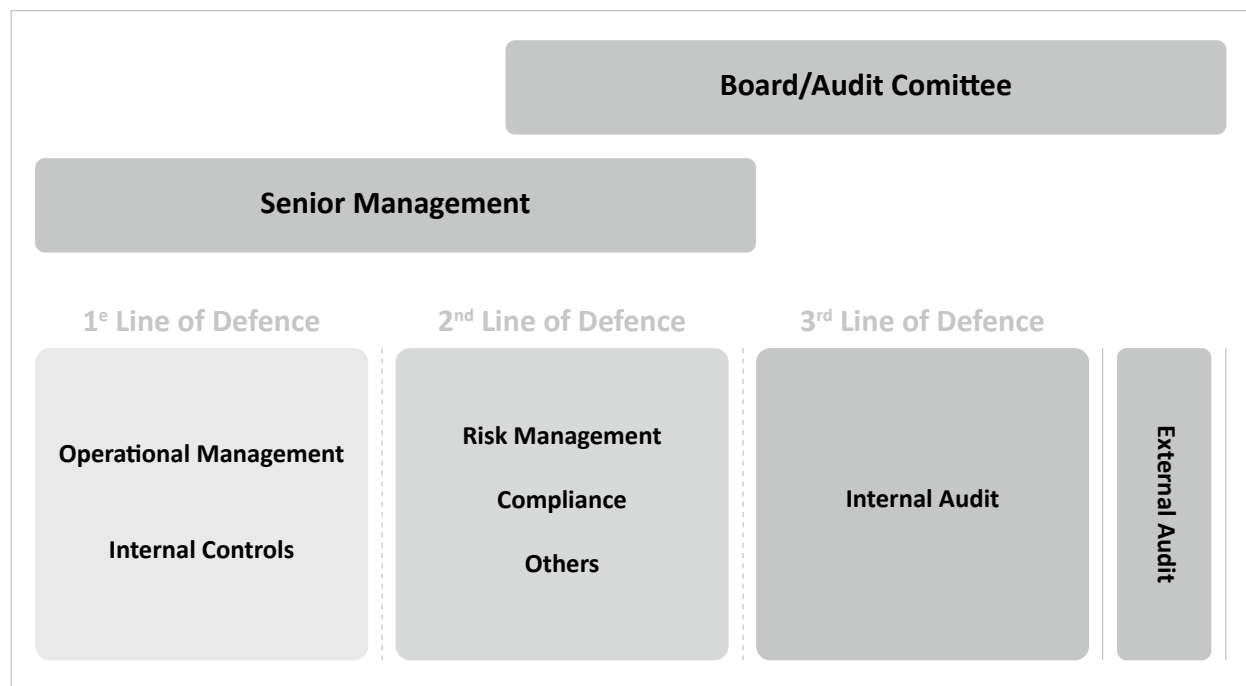 Board/Audit Comittee
Senior Management
1e Line of Defence
2nd Line of Defence
3rd Line of Defence
Operational Management
Internal Controls
Risk Management
Compliance
Others
Internal Audit
External Audit